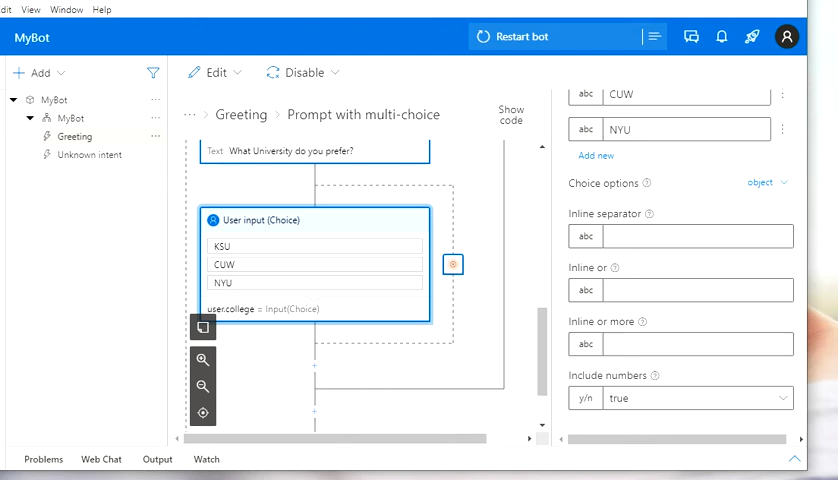 dit View Window Help
MyBot
Restart bot
Add
Edit
Disable
MyBot
MyBot
Greeting
Unknown intent
... > Greeting > Prompt with multi-choice
Show code
Text What University do you prefer?
User input (Choice)
KSU
CUW
NYU
user.college = Input(Choice)
abc CUW
abc NYU
Add new
Choice options
object
Inline separator
abc
Inline or
abc
Inline or more
abc
Include numbers
y/n true
Problems Web Chat Output Watch